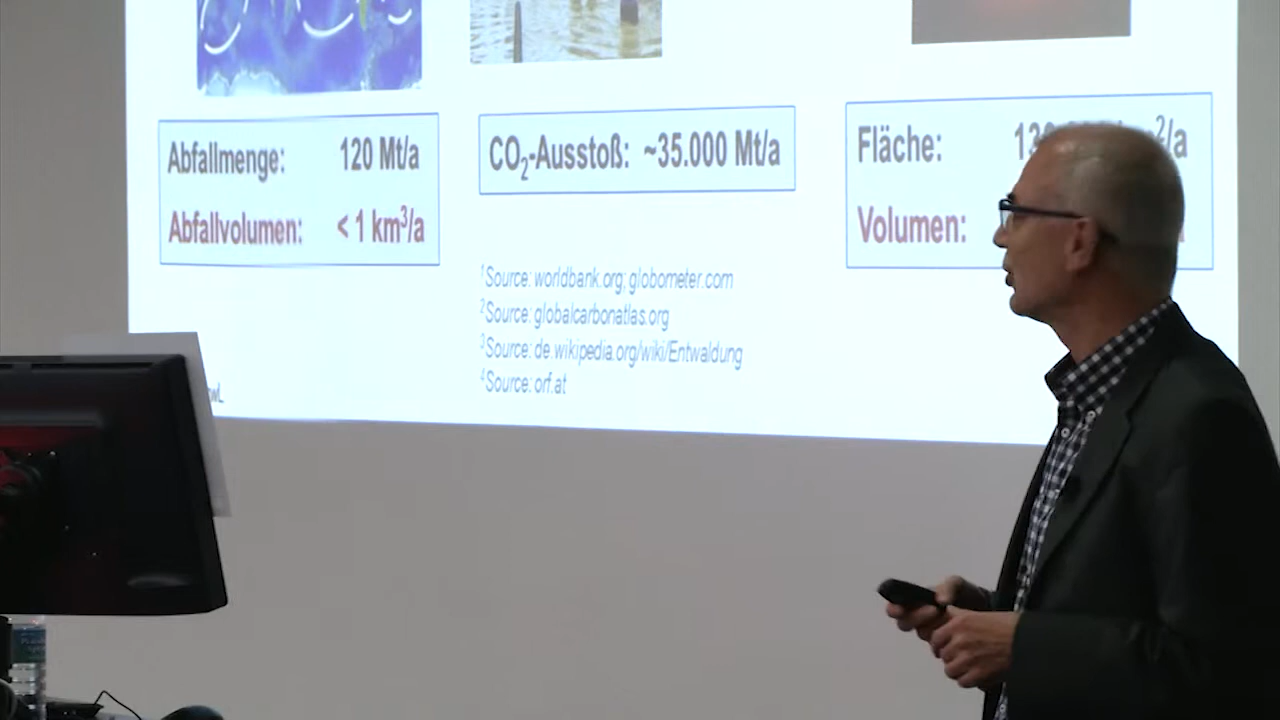 Abfallmenge: 120 Mt/a
Abfallvolumen: < 1 km³/a
CO₂-Ausstoß: ~35.000 Mt/a
Fläche: ²/a
Volumen:
¹Source: worldbank.org; globometer.com
²Source: globalcarbonatlas.org
³Source: de.wikipedia.org/wiki/Entwaldung
⁴Source: orf.at